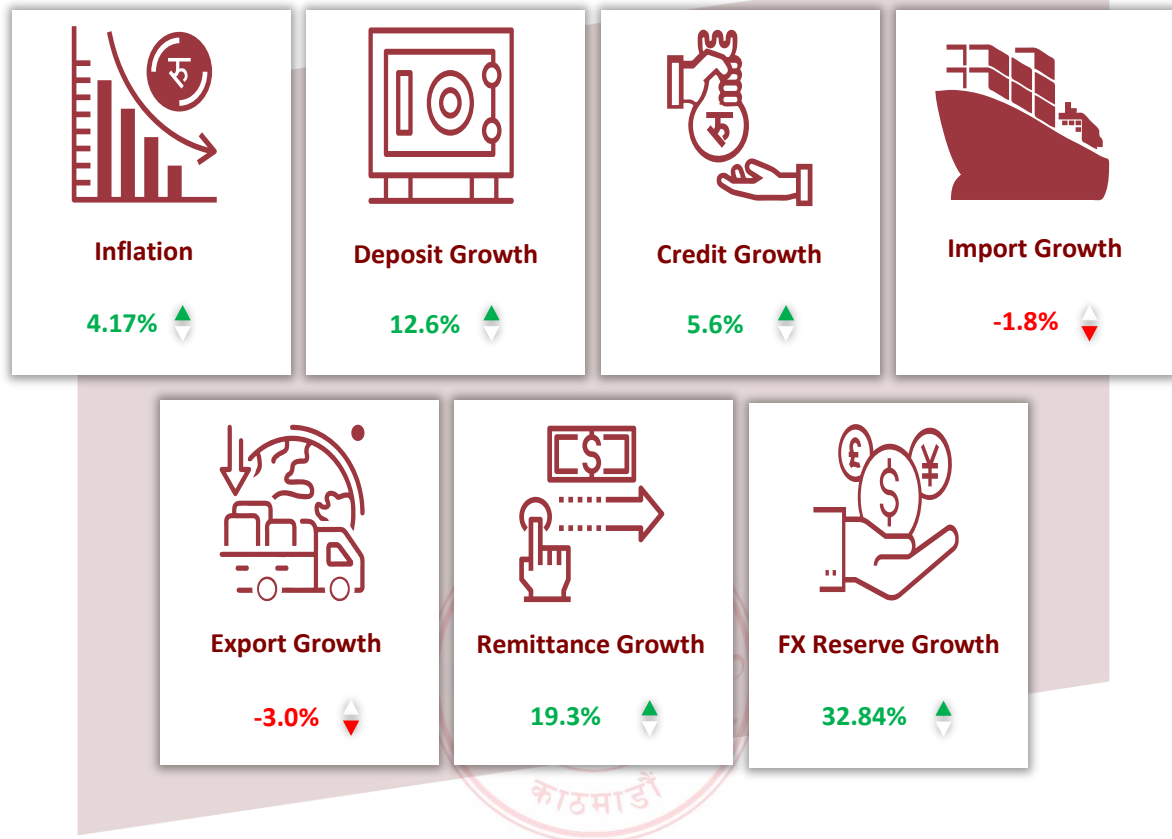 Inflation
4.17%
Deposit Growth
12.6%
Credit Growth
5.6%
Import Growth
-1.8%
Export Growth
-3.0%
Remittance Growth
19.3%
FX Reserve Growth
32.84%
काठमाडौं